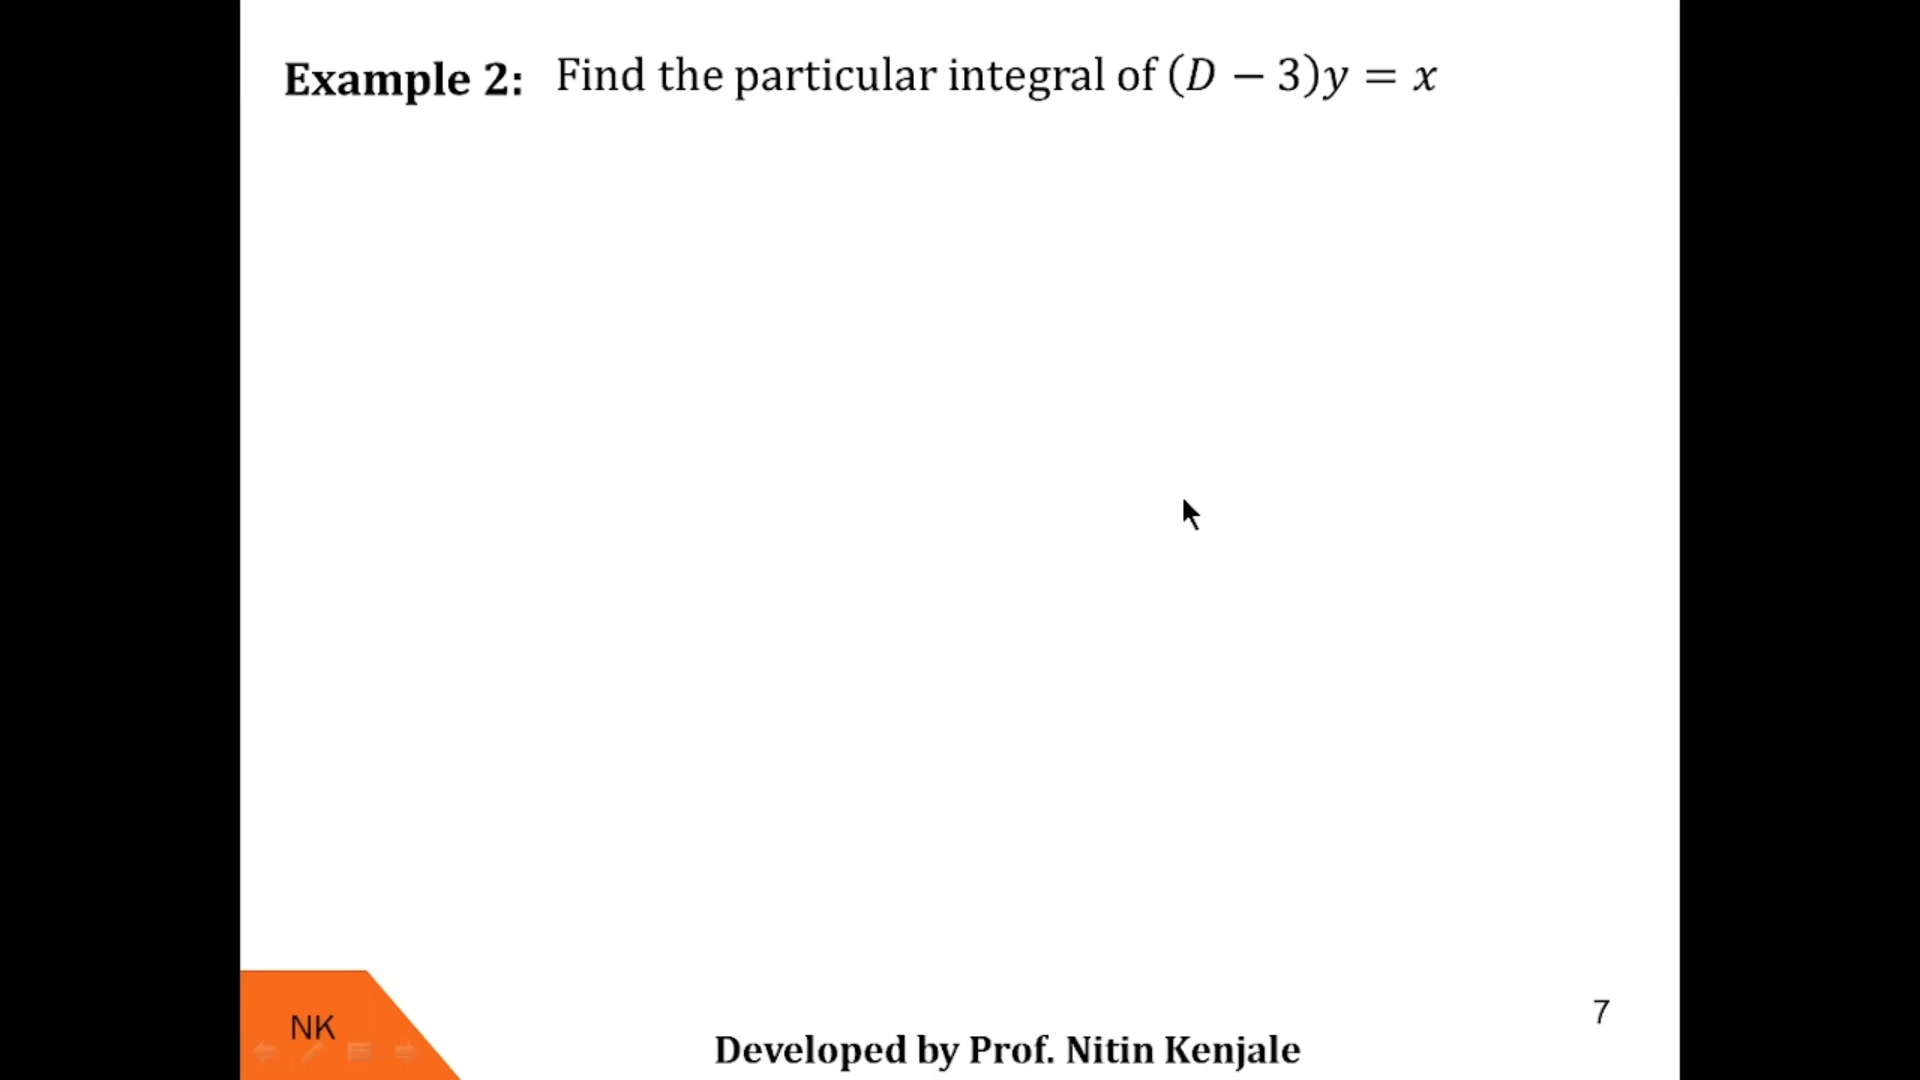 Example 2: Find the particular integral of (D − 3)y = x
NK
7
Developed by Prof. Nitin Kenjale